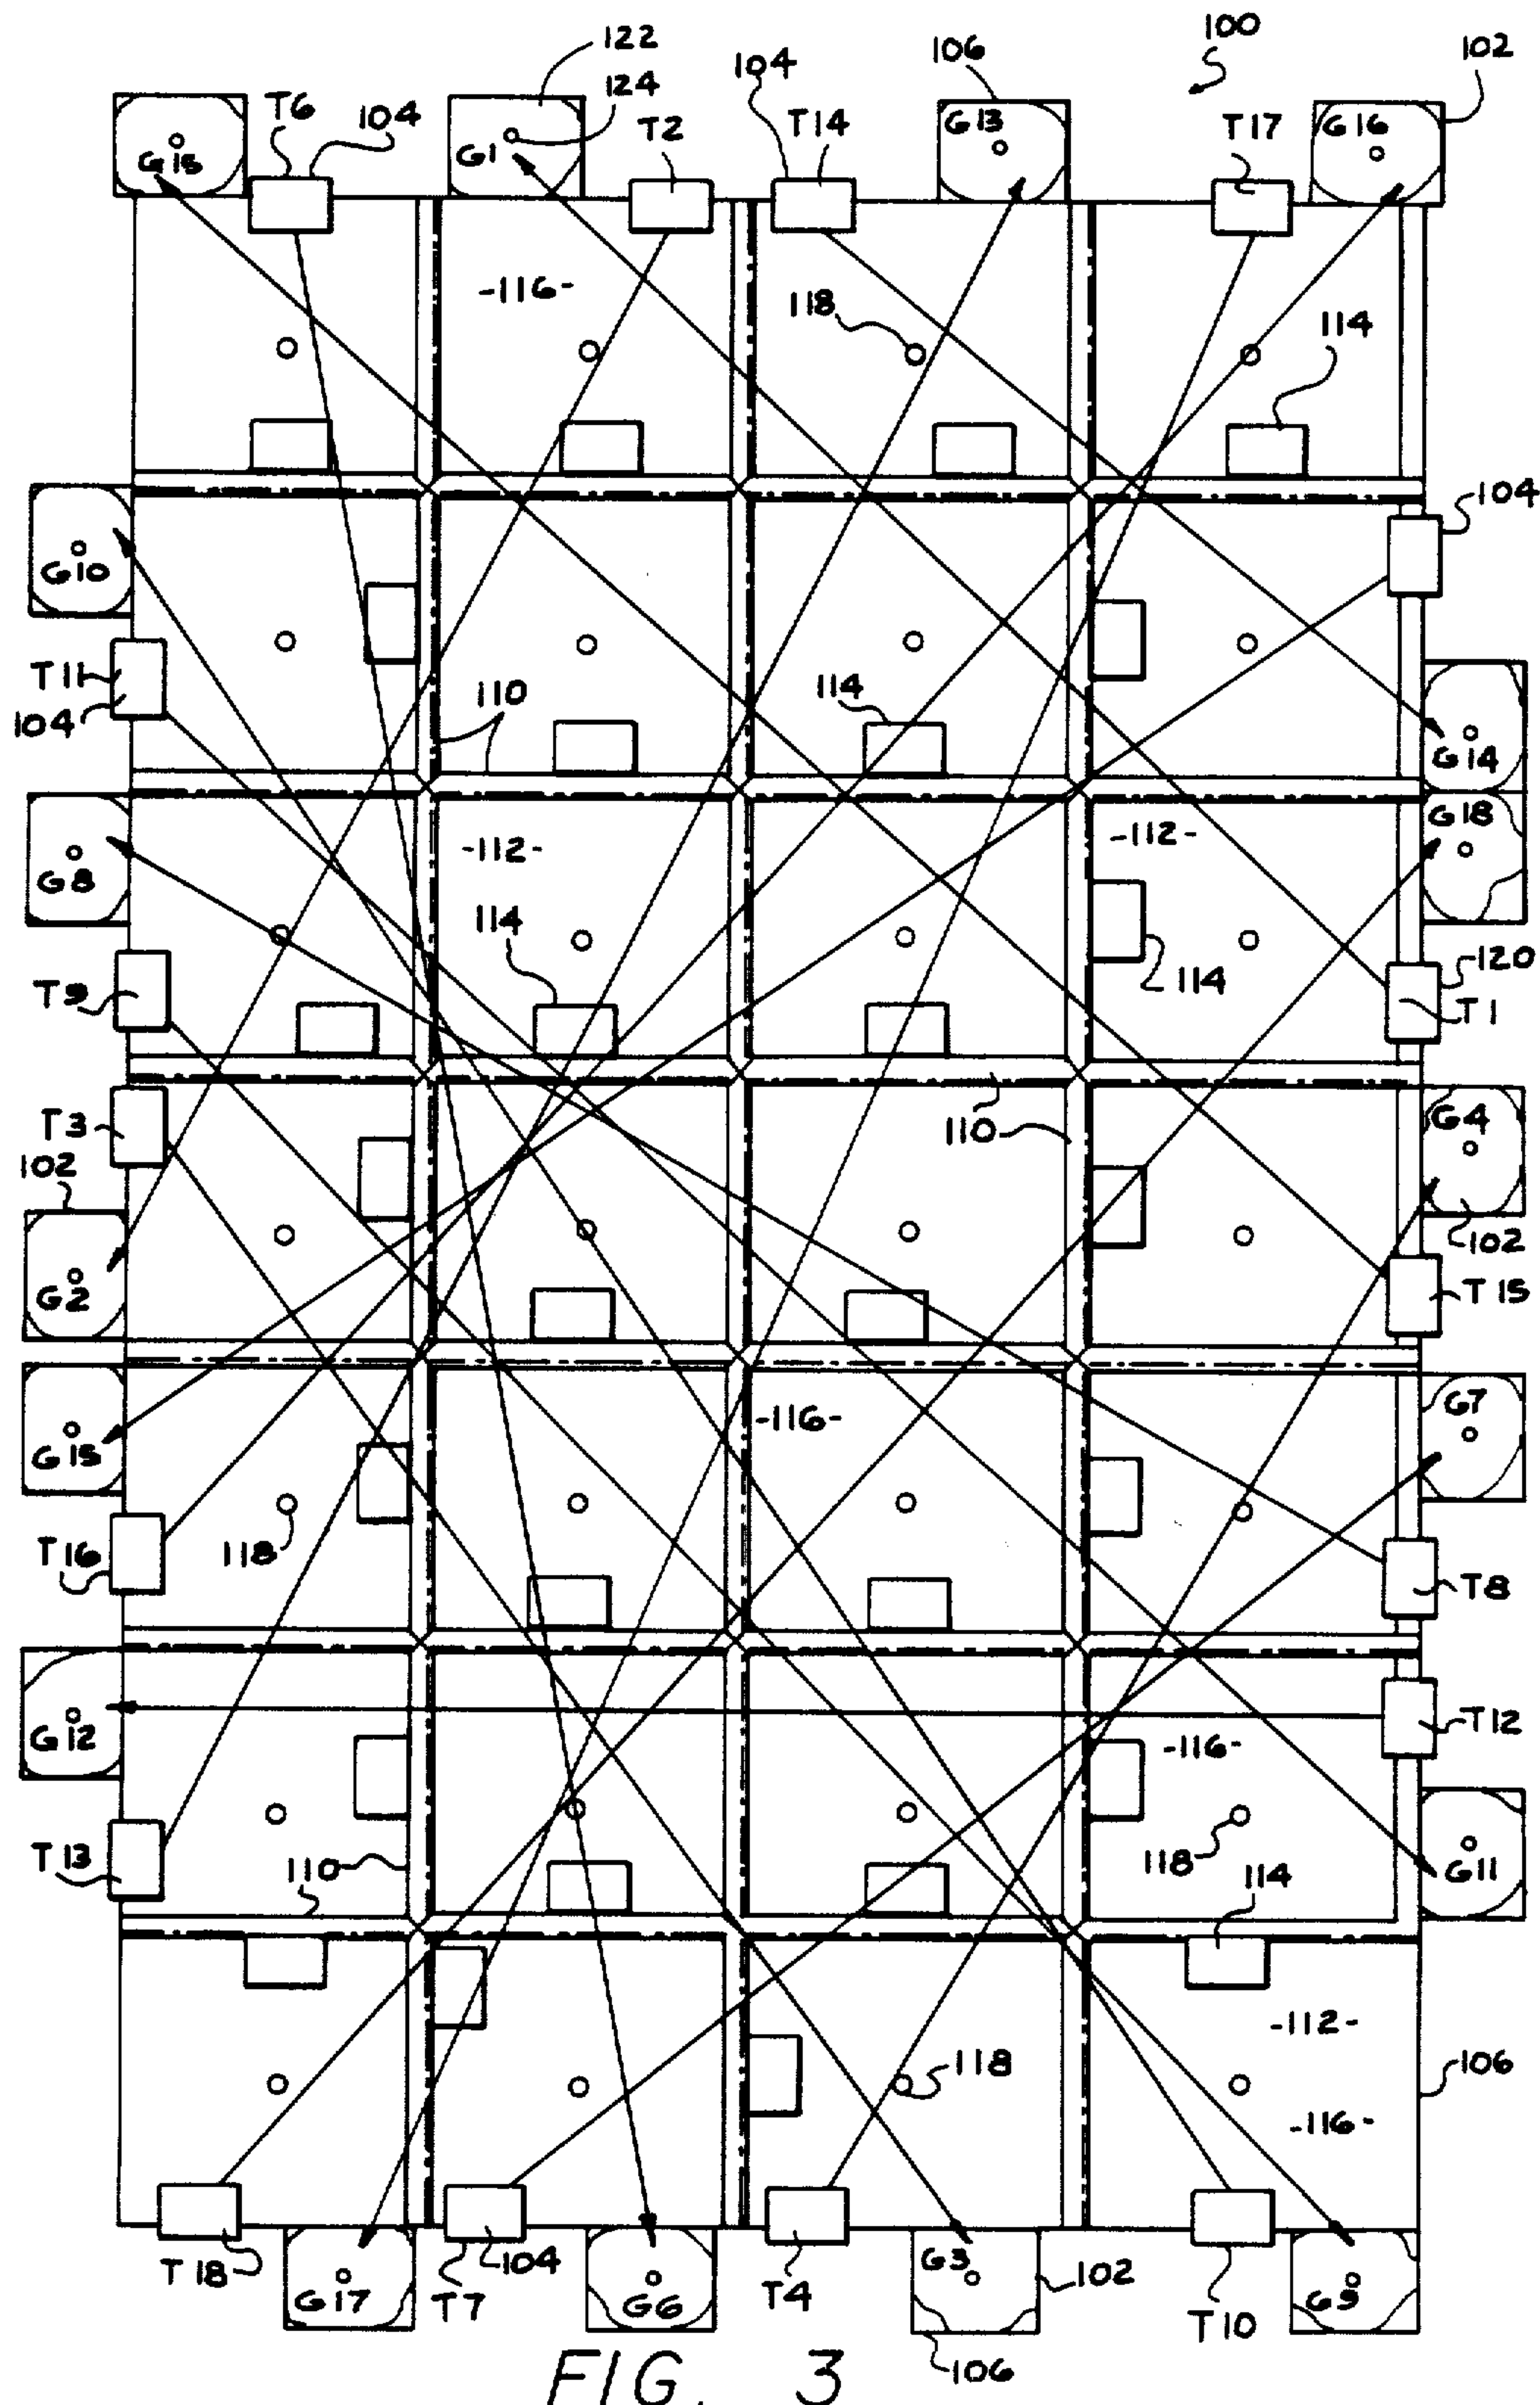 100
122
106
102
104
124
T6
104
T2
T14
G13
T17
G16
G15
G1
-116-
118
114
104
G10
T11
104
110
114
G14
G18
-112-
-112-
G8
114
114
120
T9
T1
T3
110
G4
102
102
G2
T15
G7
-116-
G15
118
T16
T8
G12
-116-
T12
T13
110
118
G11
114
-112-
118
106
-116-
T18
104
G3
102
G17
T7
G6
T4
G9
T10
106
FIG. 3